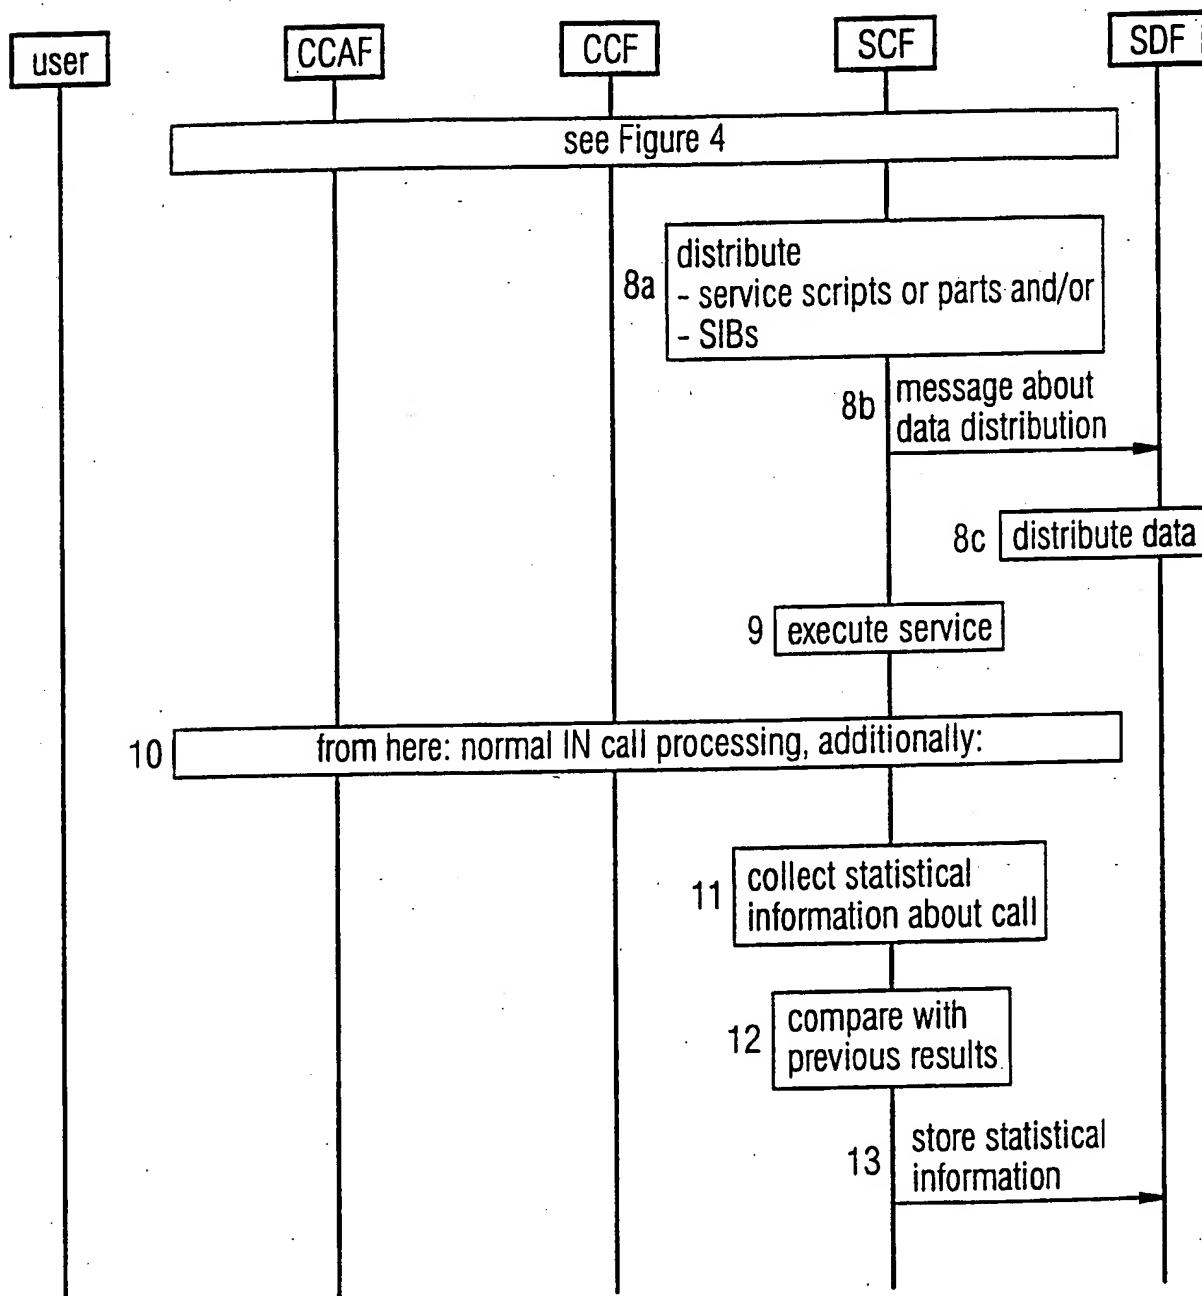 user
CCAF
CCF
SCF
SDF
see Figure 4
8a
distribute
- service scripts or parts and/or
- SIBs
8b
message about
data distribution
8c
distribute data
9
execute service
10
from here: normal IN call processing, additionally:
11
collect statistical
information about call
12
compare with
previous results
13
store statistical
information